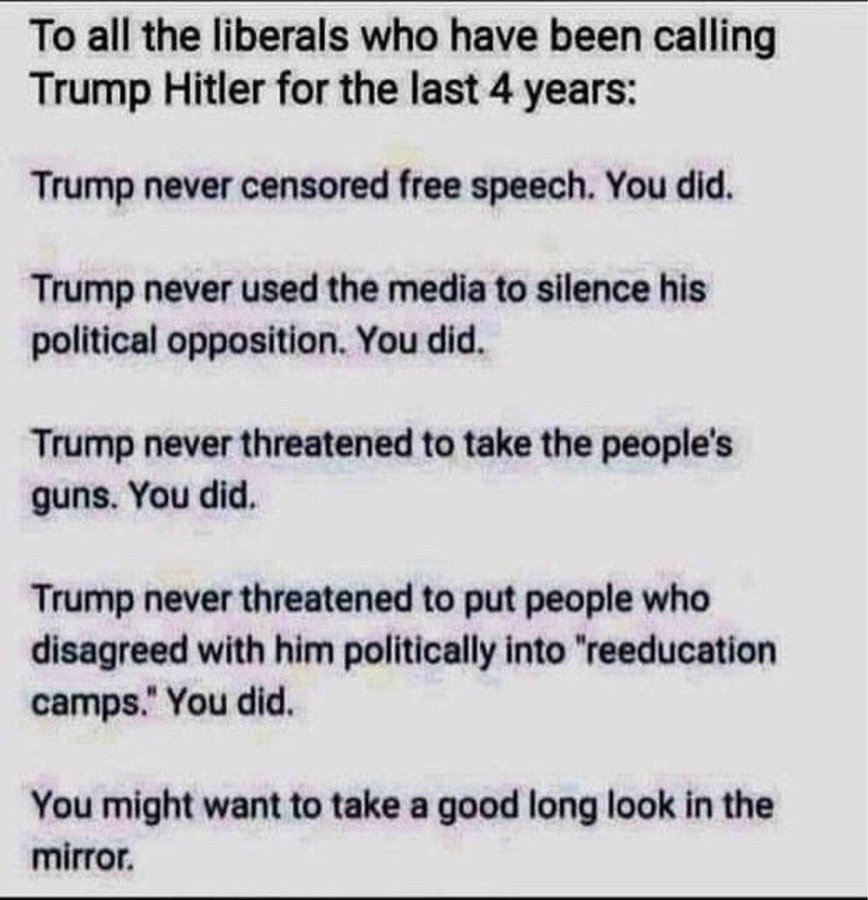 To all the liberals who have been calling
Trump Hitler for the last 4 years:
Trump never censored free speech. You did.
Trump never used the media to silence his
political opposition. You did.
Trump never threatened to take the people's
guns. You did.
Trump never threatened to put people who
disagreed with him politically into "reeducation
camps." You did.
You might want to take a good long look in the
mirror.